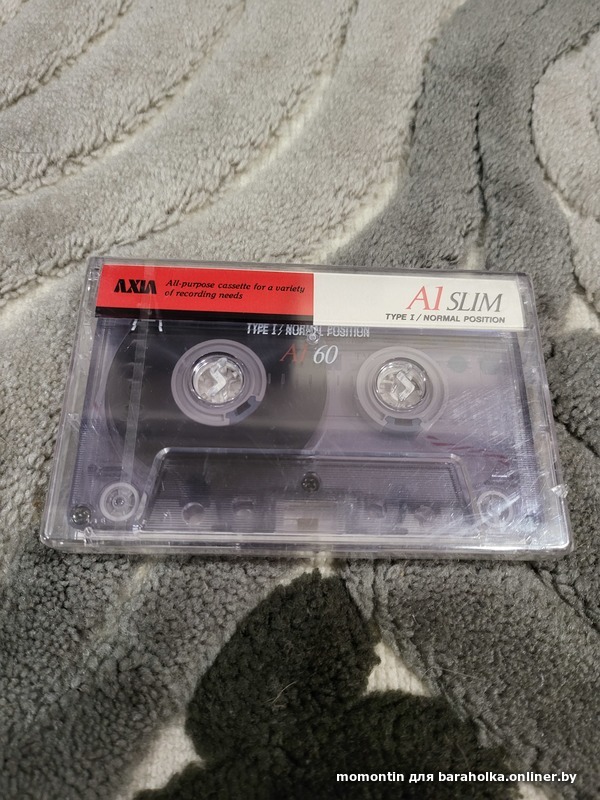 AXIA
All-purpose cassette for a variety
of recording needs
A1 SLIM
TYPE I / NORMAL POSITION
TYPE I / NORMAL POSITION
A1 60
momontin для baraholka.onliner.by